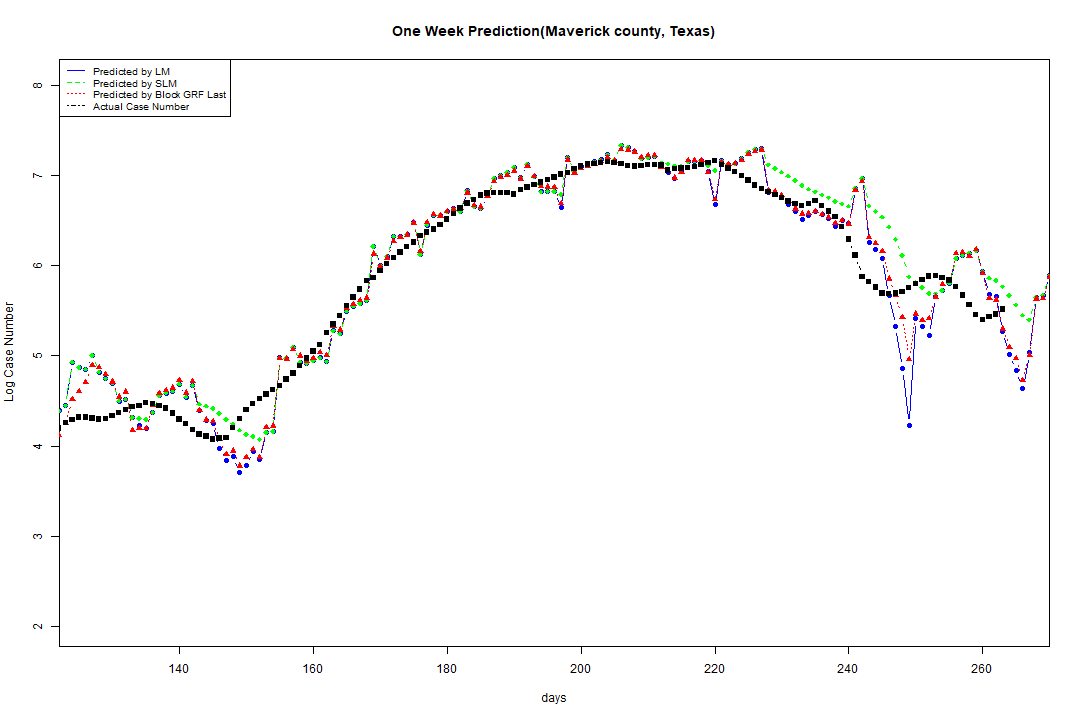 One Week Prediction(Maverick county, Texas)
Predicted by LM
Predicted by SLM
Predicted by Block GRF Last
Actual Case Number
8
7
6
5
4
3
2
Log Case Number
140 160 180 200 220 240 260
days